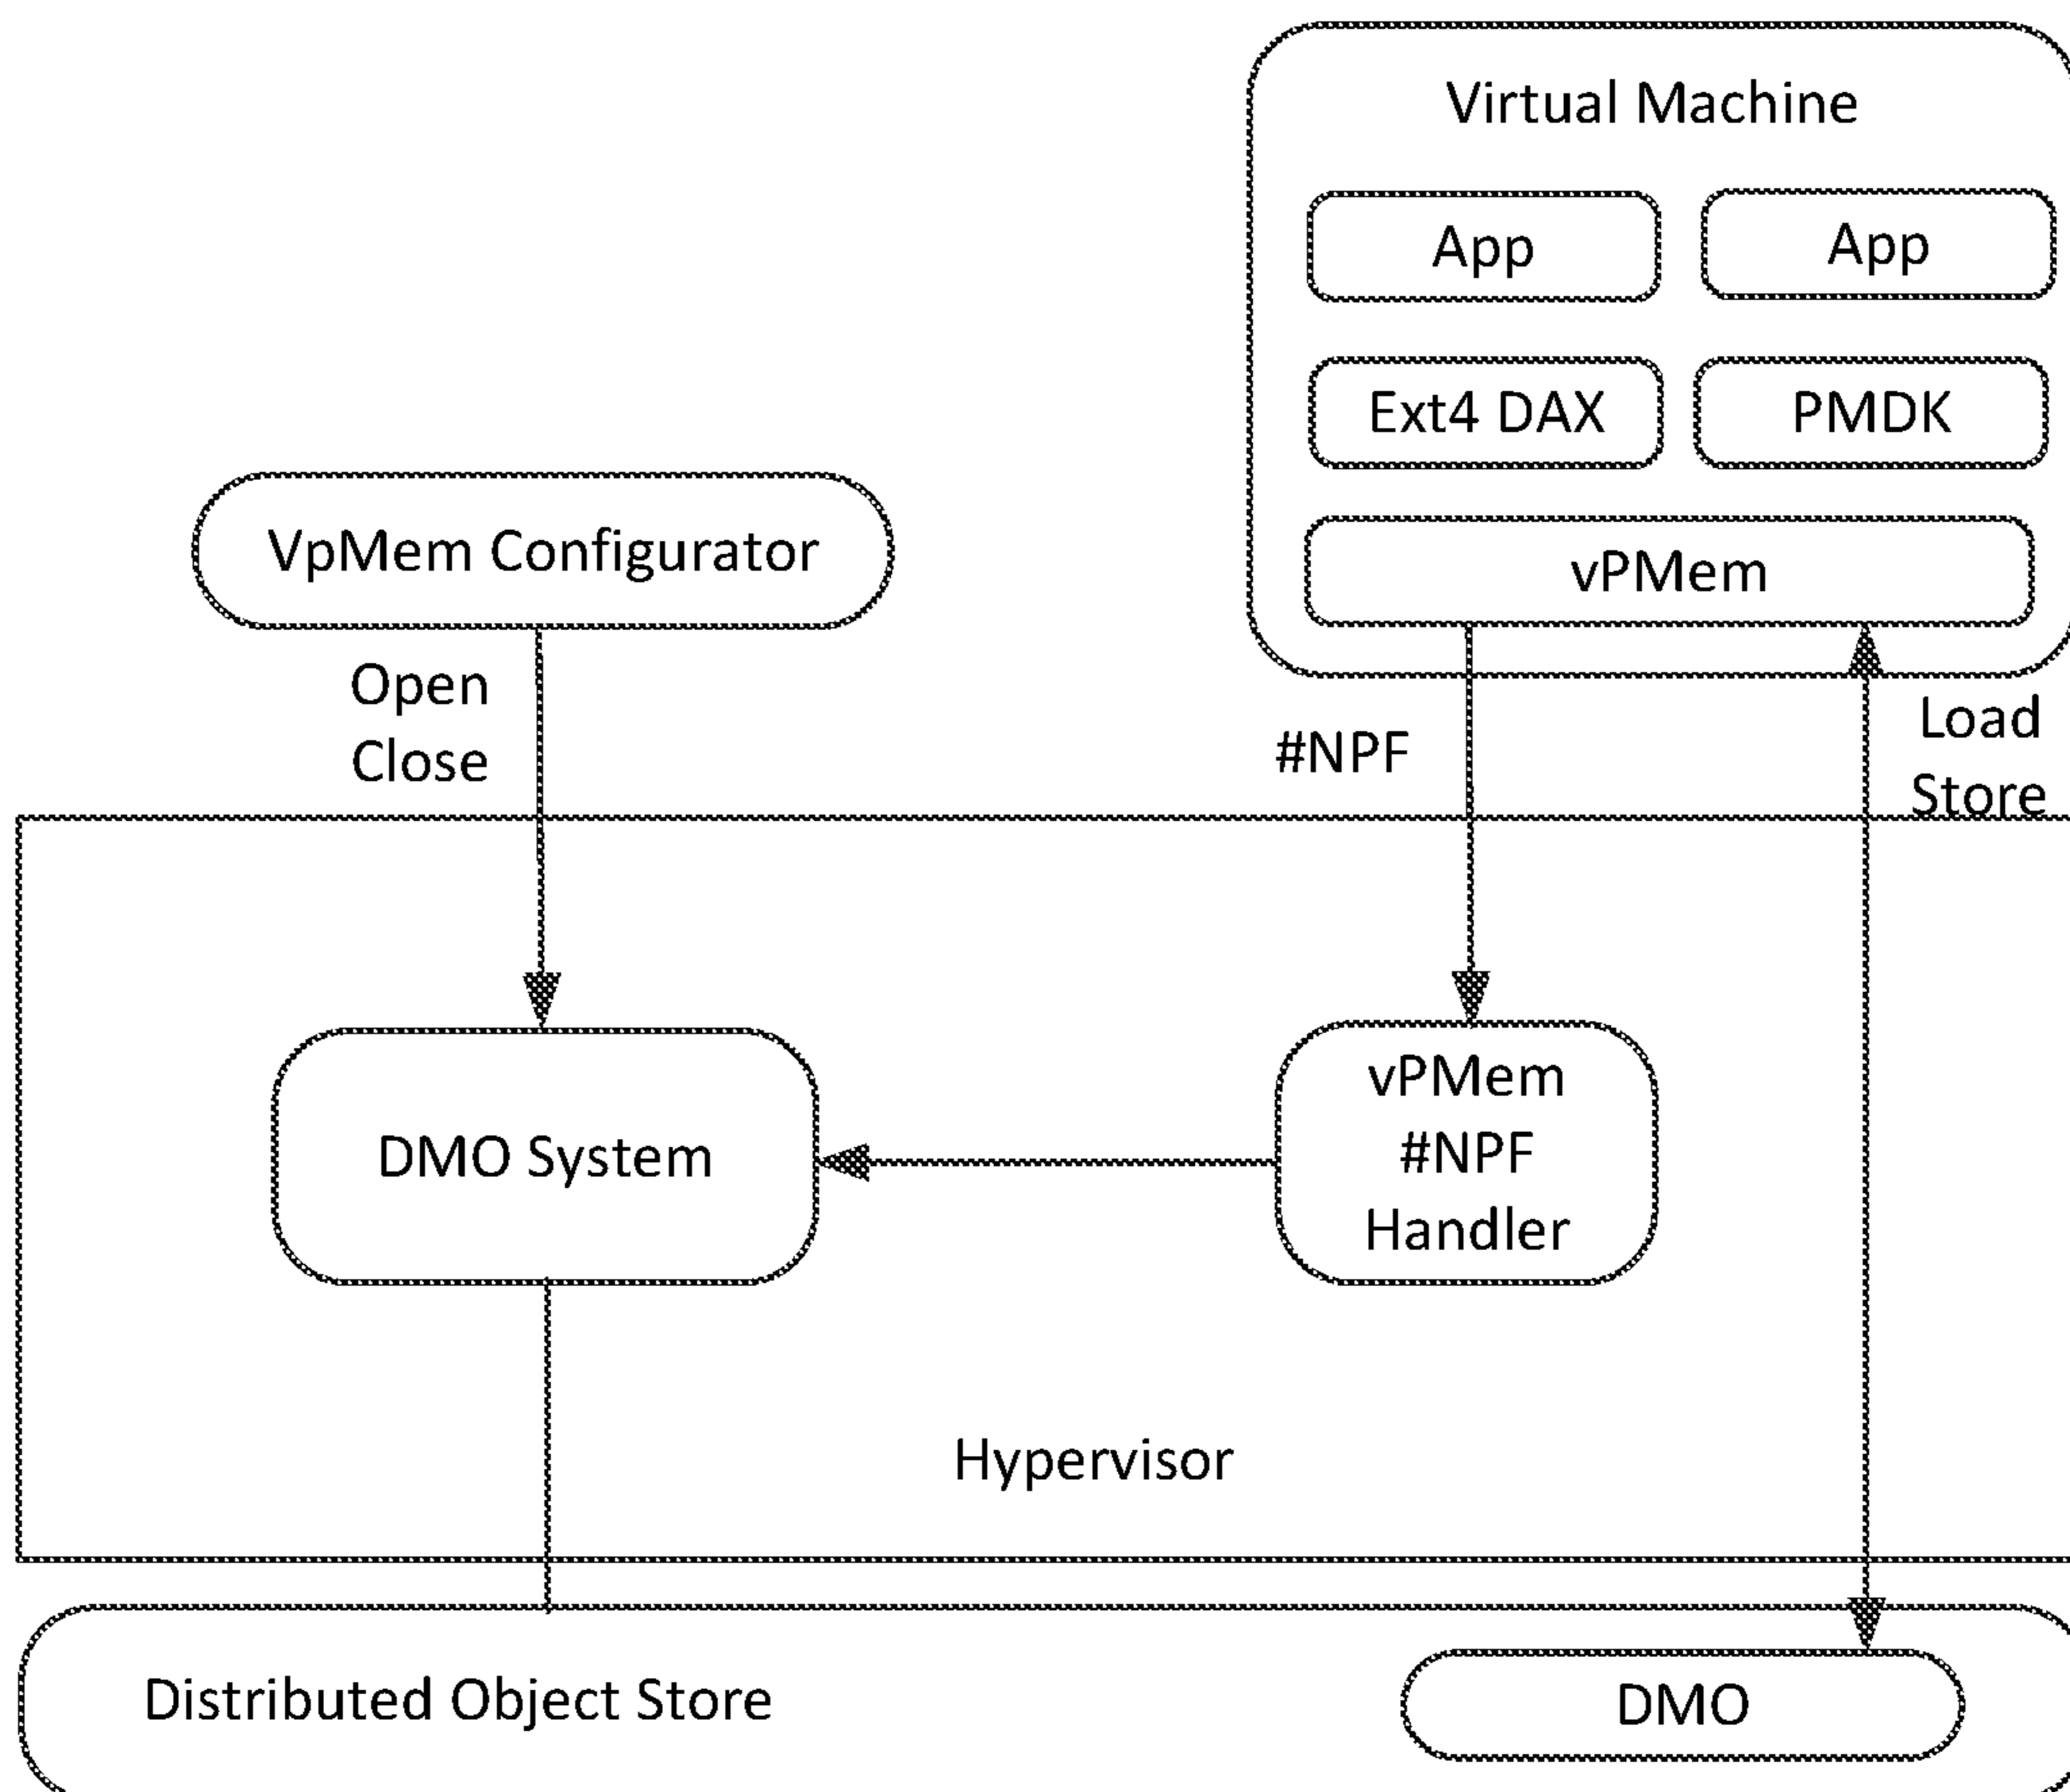 Virtual Machine
App
App
Ext4 DAX
PMDK
vPMem
VpMem Configurator
Open
Close
#NPF
Load
Store
DMO System
vPMem
#NPF
Handler
Hypervisor
Distributed Object Store
DMO